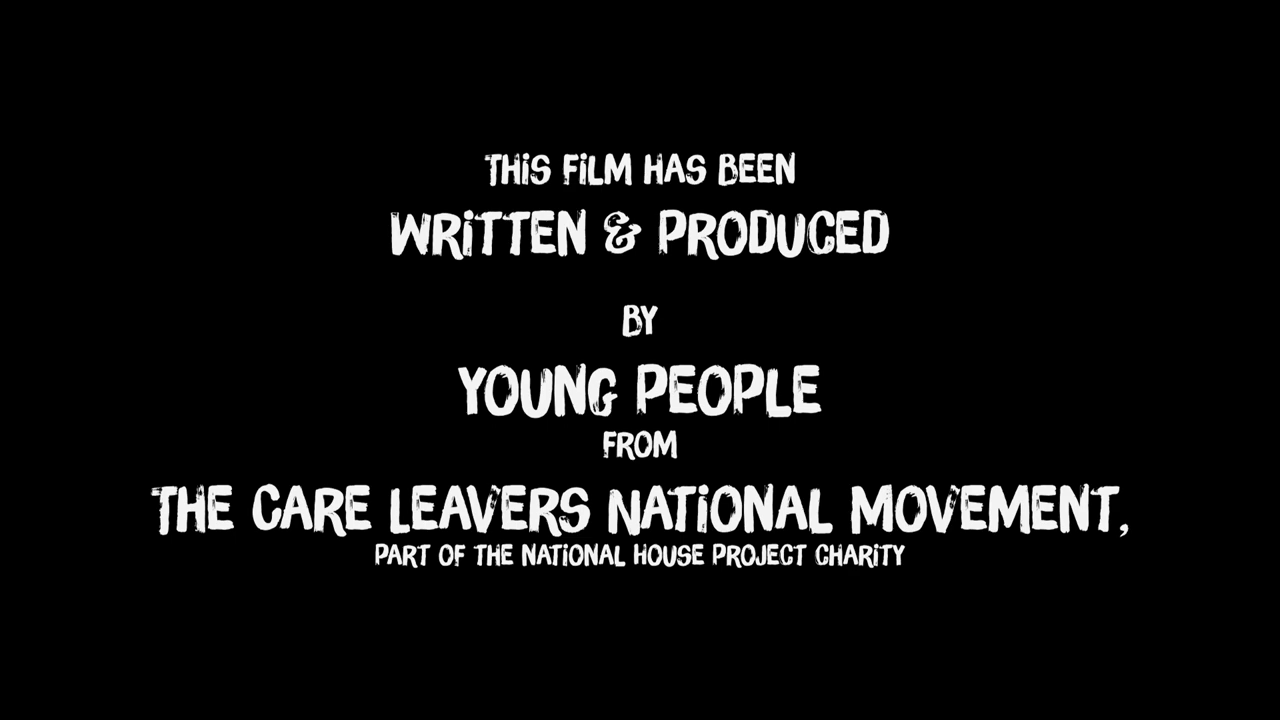 THIS FILM HAS BEEN
WRITTEN & PRODUCED
BY
YOUNG PEOPLE
FROM
THE CARE LEAVERS NATIONAL MOVEMENT,
PART OF THE NATIONAL HOUSE PROJECT CHARITY